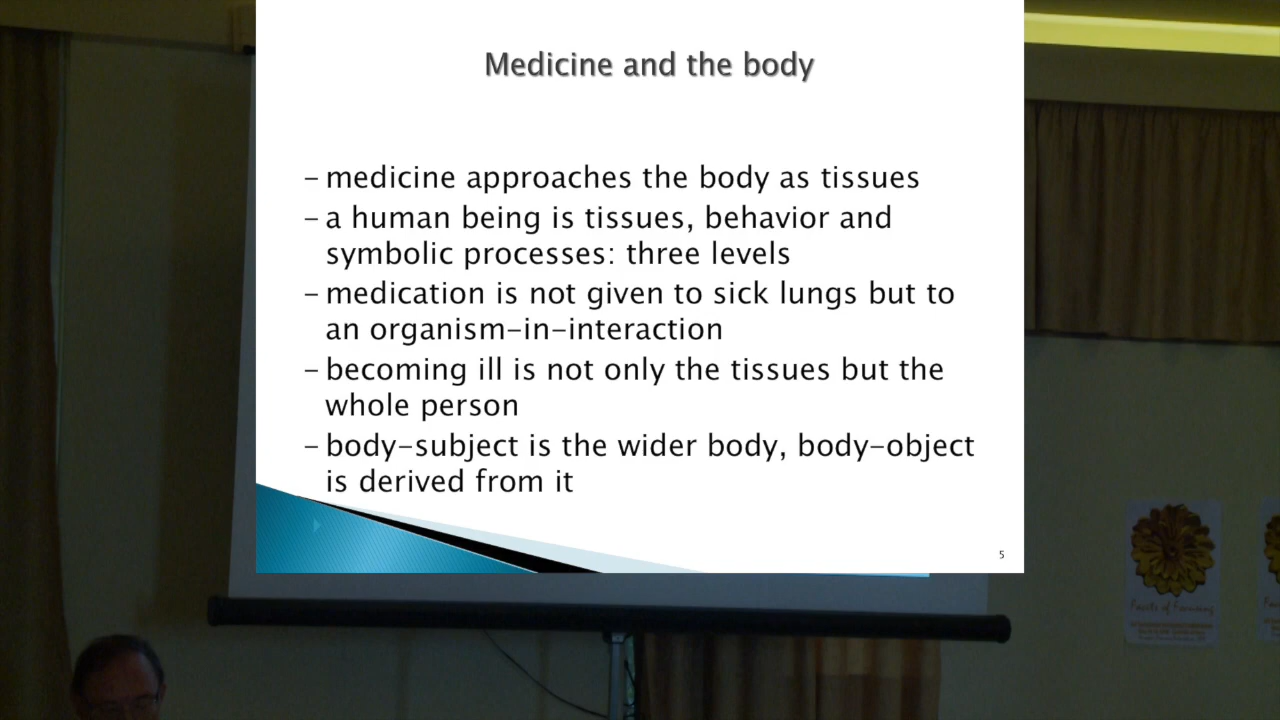 Medicine and the body
– medicine approaches the body as tissues
– a human being is tissues, behavior and
symbolic processes: three levels
– medication is not given to sick lungs but to
an organism–in–interaction
– becoming ill is not only the tissues but the
whole person
– body–subject is the wider body, body–object
is derived from it
5
Facets of Focusing